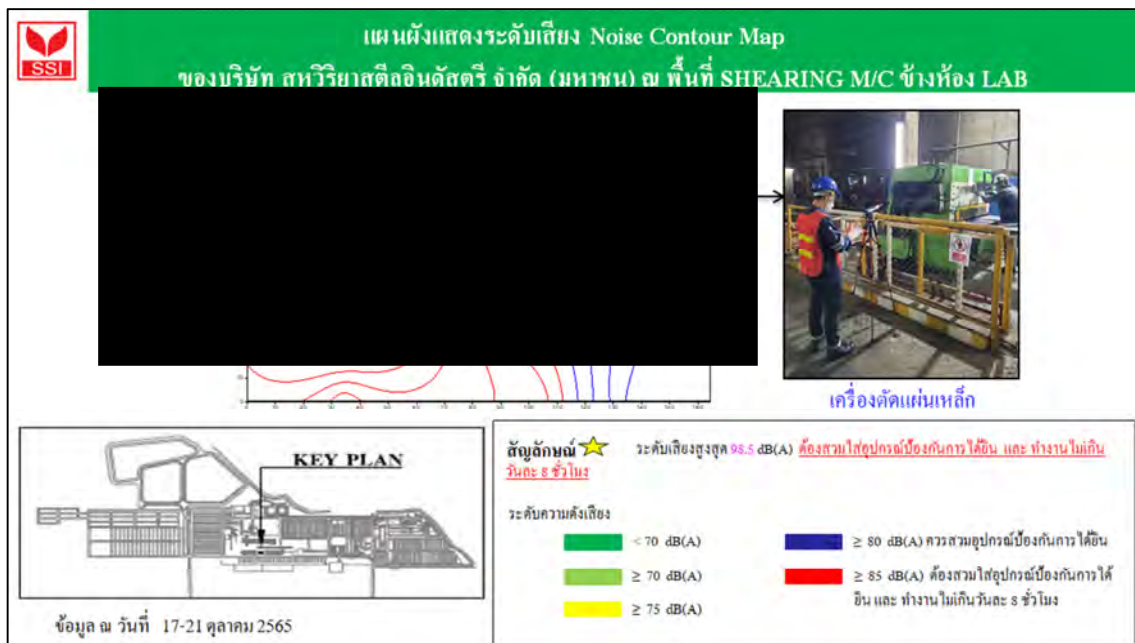 SSI
แผนผังแสดงระดับเสียง Noise Contour Map
ของบริษัท สหวิริยาสตีลอินดัสตรี จำกัด (มหาชน) ณ พื้นที่ SHEARING M/C ข้างห้อง LAB
เครื่องตัดแผ่นเหล็ก
KEY PLAN
ข้อมูล ณ วันที่ 17-21 ตุลาคม 2565
สัญลักษณ์ ระดับเสียงสูงสุด 98.5 dB(A) ต้องสวมใส่อุปกรณ์ป้องกันการได้ยิน และ ทำงานไม่เกิน
วันละ 8 ชั่วโมง
ระดับความดังเสียง
< 70 dB(A)
≥ 70 dB(A)
≥ 75 dB(A)
≥ 80 dB(A) ควรสวมอุปกรณ์ป้องกันการได้ยิน
≥ 85 dB(A) ต้องสวมใส่อุปกรณ์ป้องกันการได้
ยิน และ ทำงานไม่เกินวันละ 8 ชั่วโมง